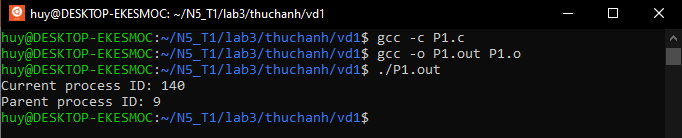 huy@DESKTOP-EKESMOC: ~/N5_T1/lab3/thuchanh/vd1
huy@DESKTOP-EKESMOC:~/N5_T1/lab3/thuchanh/vd1$ gcc -c P1.c
huy@DESKTOP-EKESMOC:~/N5_T1/lab3/thuchanh/vd1$ gcc -o P1.out P1.o
huy@DESKTOP-EKESMOC:~/N5_T1/lab3/thuchanh/vd1$ ./P1.out
Current process ID: 140
Parent process ID: 9
huy@DESKTOP-EKESMOC:~/N5_T1/lab3/thuchanh/vd1$